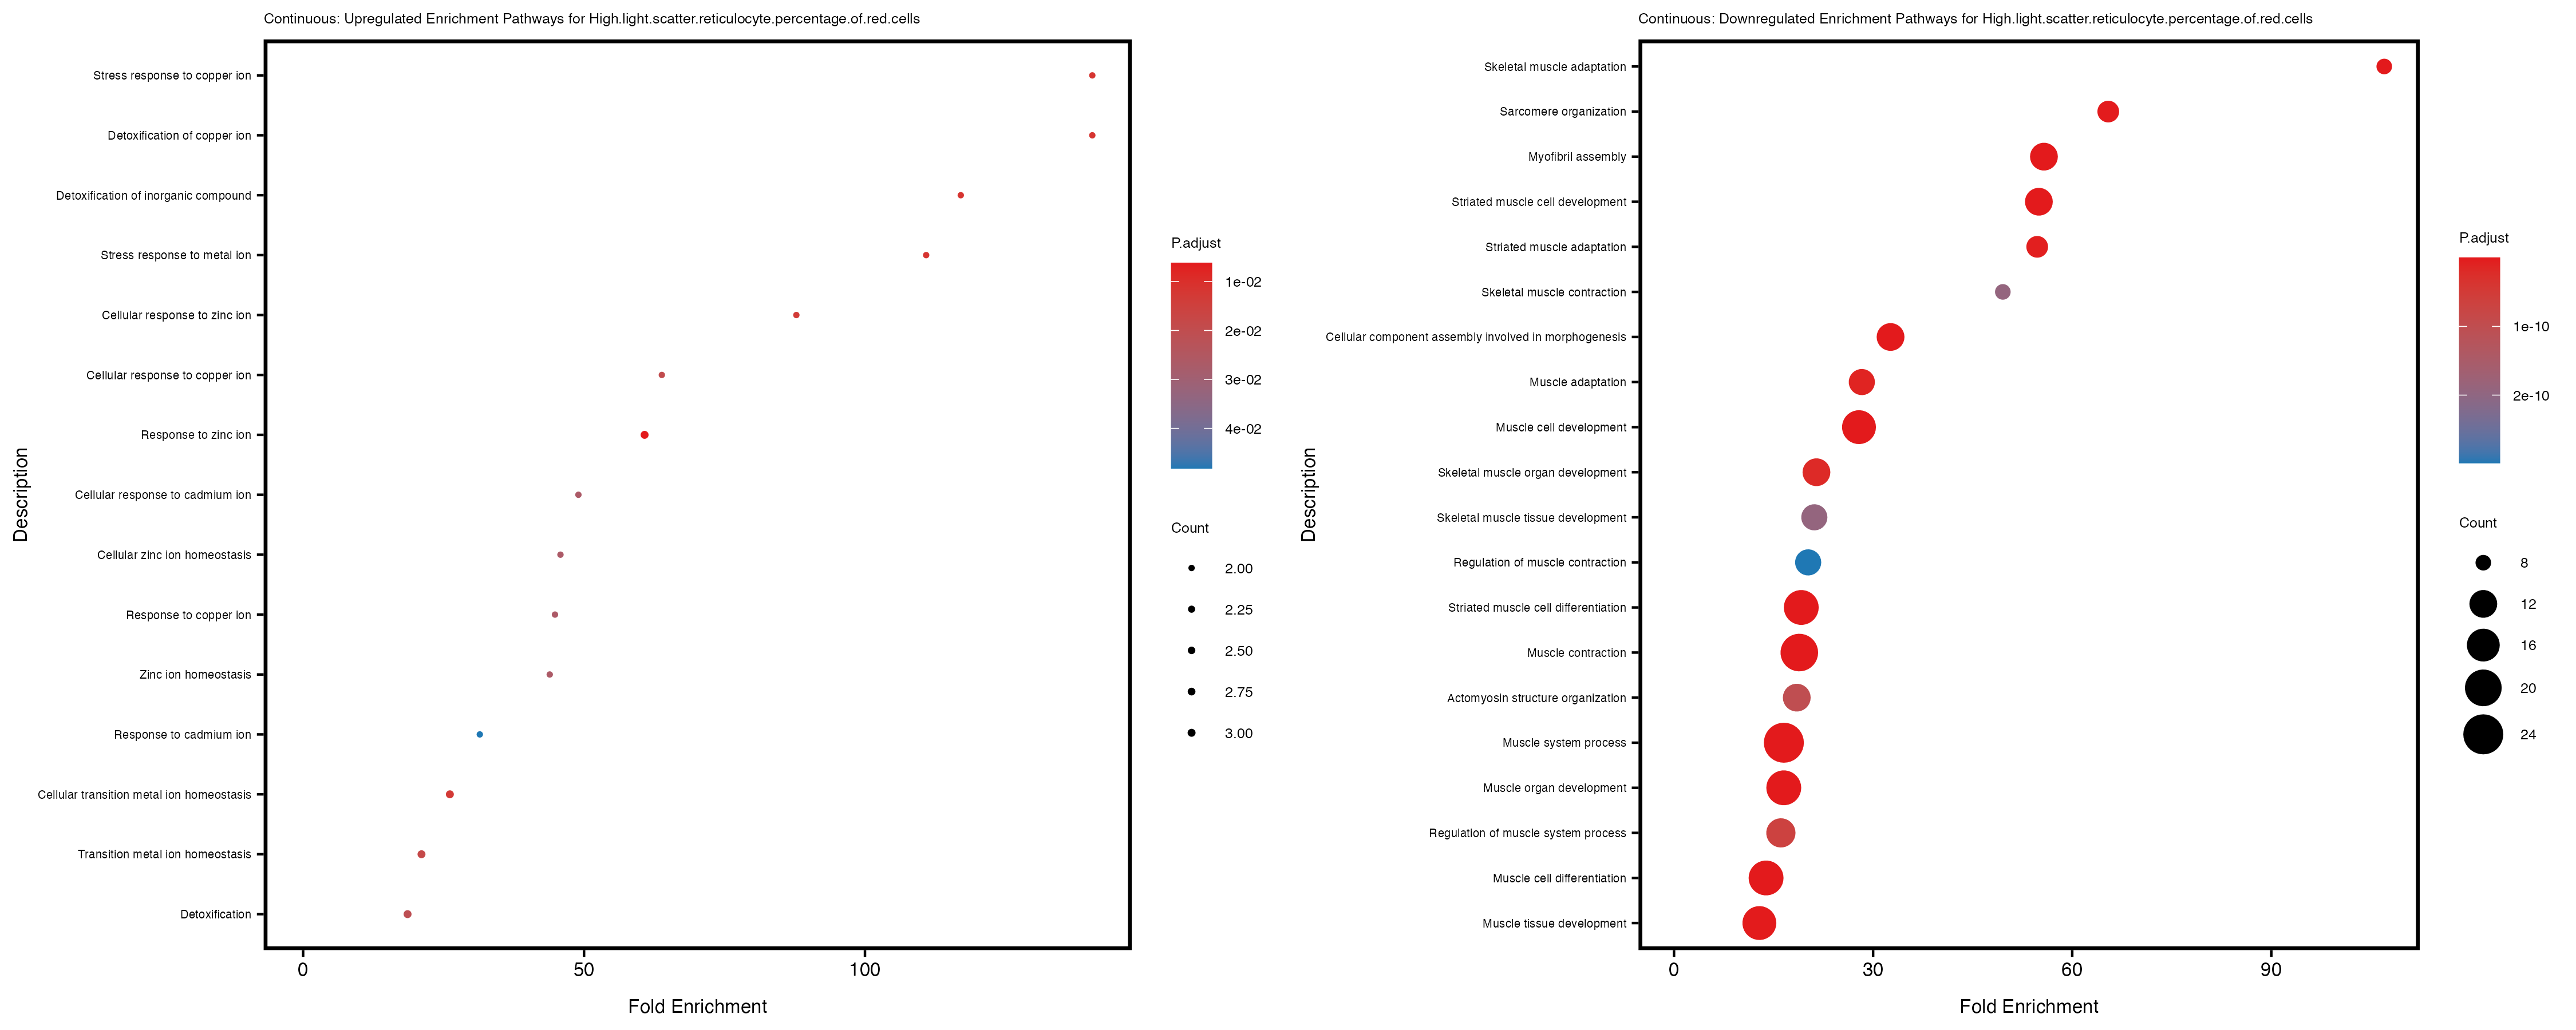 Continuous: Upregulated Enrichment Pathways for High.light.scatter.reticulocyte.percentage.of.red.cells
Description
Stress response to copper ion
Detoxification of copper ion
Detoxification of inorganic compound
Stress response to metal ion
Cellular response to zinc ion
Cellular response to copper ion
Response to zinc ion
Cellular response to cadmium ion
Cellular zinc ion homeostasis
Response to copper ion
Zinc ion homeostasis
Response to cadmium ion
Cellular transition metal ion homeostasis
Transition metal ion homeostasis
Detoxification
0 50 100
Fold Enrichment
P.adjust
1e-02
2e-02
3e-02
4e-02
Count
2.00
2.25
2.50
2.75
3.00
Continuous: Downregulated Enrichment Pathways for High.light.scatter.reticulocyte.percentage.of.red.cells
Description
Skeletal muscle adaptation
Sarcomere organization
Myofibril assembly
Striated muscle cell development
Striated muscle adaptation
Skeletal muscle contraction
Cellular component assembly involved in morphogenesis
Muscle adaptation
Muscle cell development
Skeletal muscle organ development
Skeletal muscle tissue development
Regulation of muscle contraction
Striated muscle cell differentiation
Muscle contraction
Actomyosin structure organization
Muscle system process
Muscle organ development
Regulation of muscle system process
Muscle cell differentiation
Muscle tissue development
0 30 60 90
Fold Enrichment
P.adjust
1e-10
2e-10
Count
8
12
16
20
24